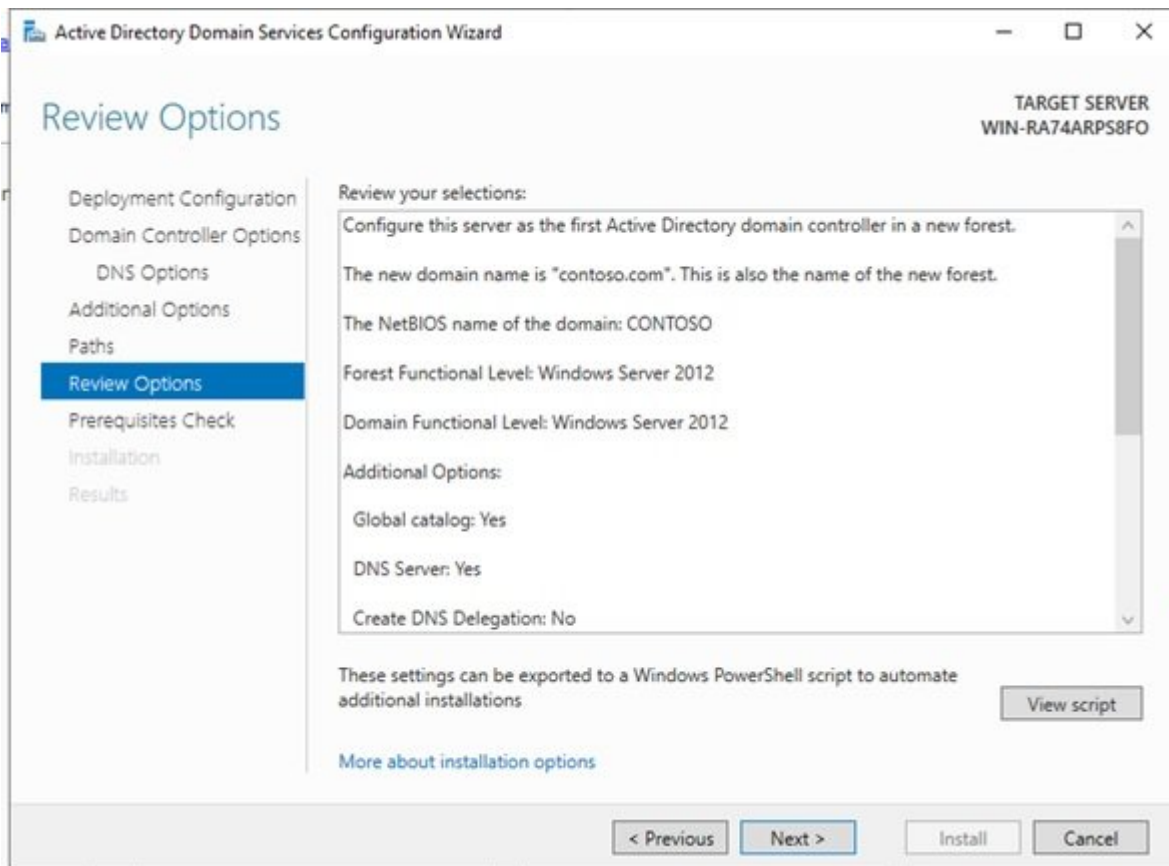 Active Directory Domain Services Configuration Wizard
Review Options
TARGET SERVER
WIN-RA74ARPS8FO
Deployment Configuration
Domain Controller Options
DNS Options
Additional Options
Paths
Review Options
Prerequisites Check
Installation
Results
Review your selections:
Configure this server as the first Active Directory domain controller in a new forest.
The new domain name is "contoso.com". This is also the name of the new forest.
The NetBIOS name of the domain: CONTOSO
Forest Functional Level: Windows Server 2012
Domain Functional Level: Windows Server 2012
Additional Options:
Global catalog: Yes
DNS Server: Yes
Create DNS Delegation: No
These settings can be exported to a Windows PowerShell script to automate
additional installations
View script
More about installation options
< Previous
Next >
Install
Cancel